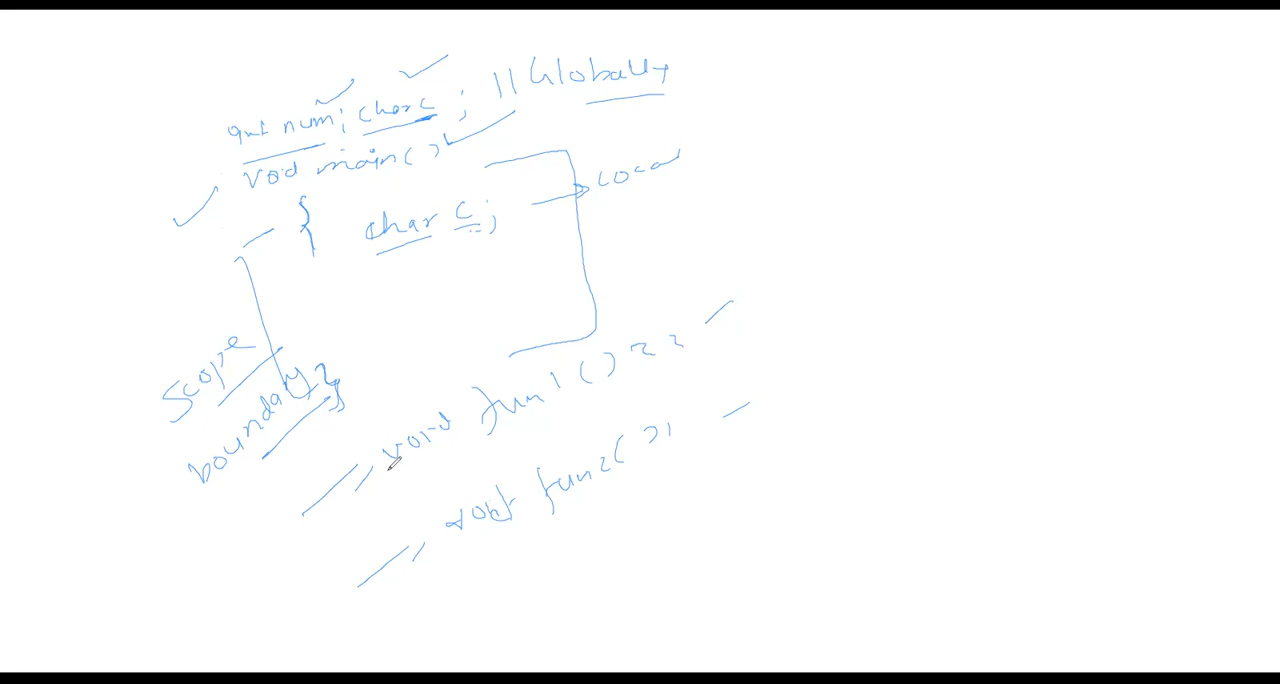 int num; char c; // Globally
void main()
{ char c;
Local
}
Scope
boundary
void fun1() { }
void fun2( ) {